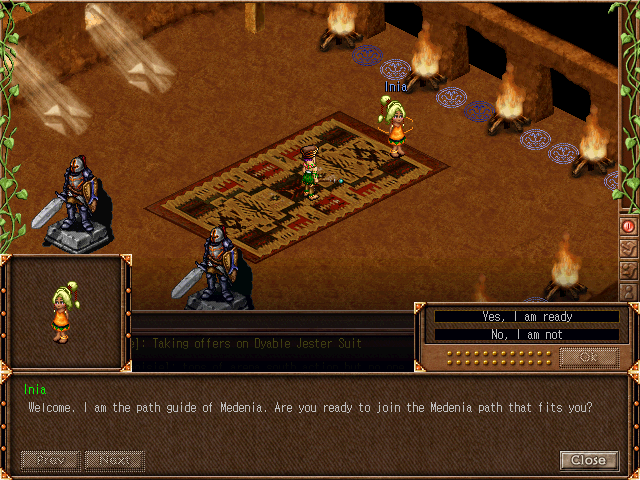 Inia
Yes, I am ready
No, I am not
]: Taking offers on Dyable Jester Suit
Ok
Inia
Welcome. I am the path guide of Medenia. Are you ready to join the Medenia path that fits you?
Prev
Next
Close